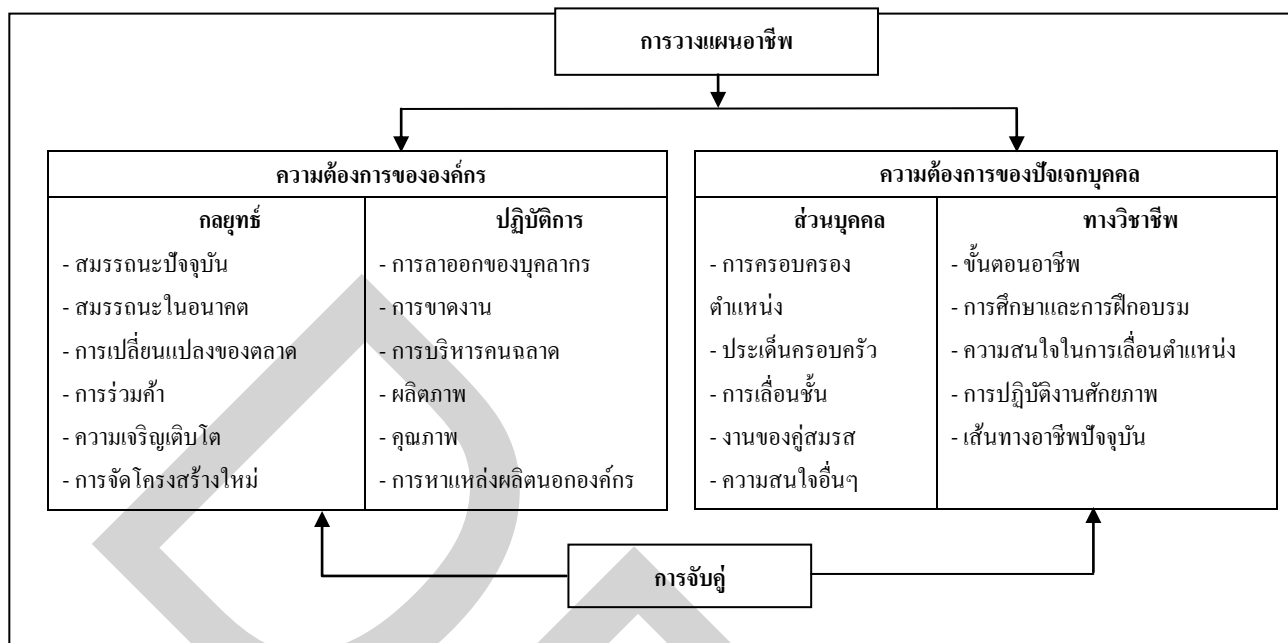 การวางแผนอาชีพ
ความต้องการขององค์กร
กลยุทธ์
- สมรรถนะปัจจุบัน
- สมรรถนะในอนาคต
- การเปลี่ยนแปลงของตลาด
- การร่วมค้า
- ความเจริญเติบโต
- การจัดโครงสร้างใหม่
ปฏิบัติการ
- การลาออกของบุคลากร
- การขาดงาน
- การบริหารคนฉลาด
- ผลิตภาพ
- คุณภาพ
- การหาแหล่งผลิตนอกองค์กร
ความต้องการของปัจเจกบุคคล
ส่วนบุคคล
- การครอบครอง
ตำแหน่ง
- ประเด็นครอบครัว
- การเลื่อนชั้น
- งานของคู่สมรส
- ความสนใจอื่นๆ
ทางวิชาชีพ
- ขั้นตอนอาชีพ
- การศึกษาและการฝึกอบรม
- ความสนใจในการเลื่อนตำแหน่ง
- การปฏิบัติงานศักยภาพ
- เส้นทางอาชีพปัจจุบัน
การจับคู่